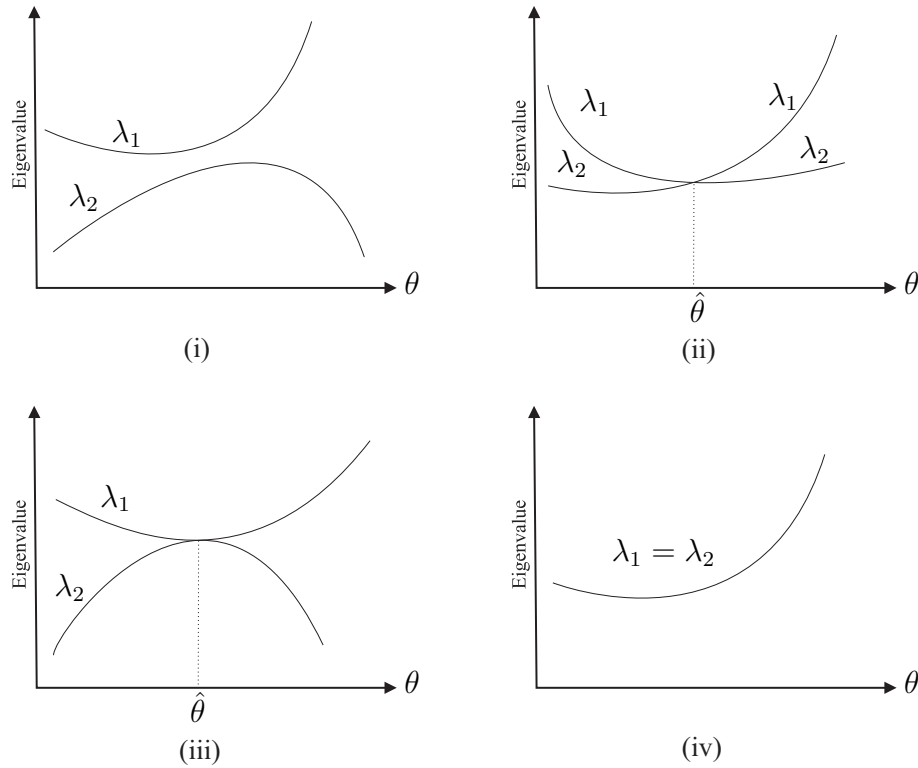 Eigenvalue
λ₁
λ₂
θ
(i)
Eigenvalue
λ₁
λ₁
λ₂
λ₂
θ
θ̂
(ii)
Eigenvalue
λ₁
λ₂
θ
θ̂
(iii)
Eigenvalue
λ₁ = λ₂
θ
(iv)